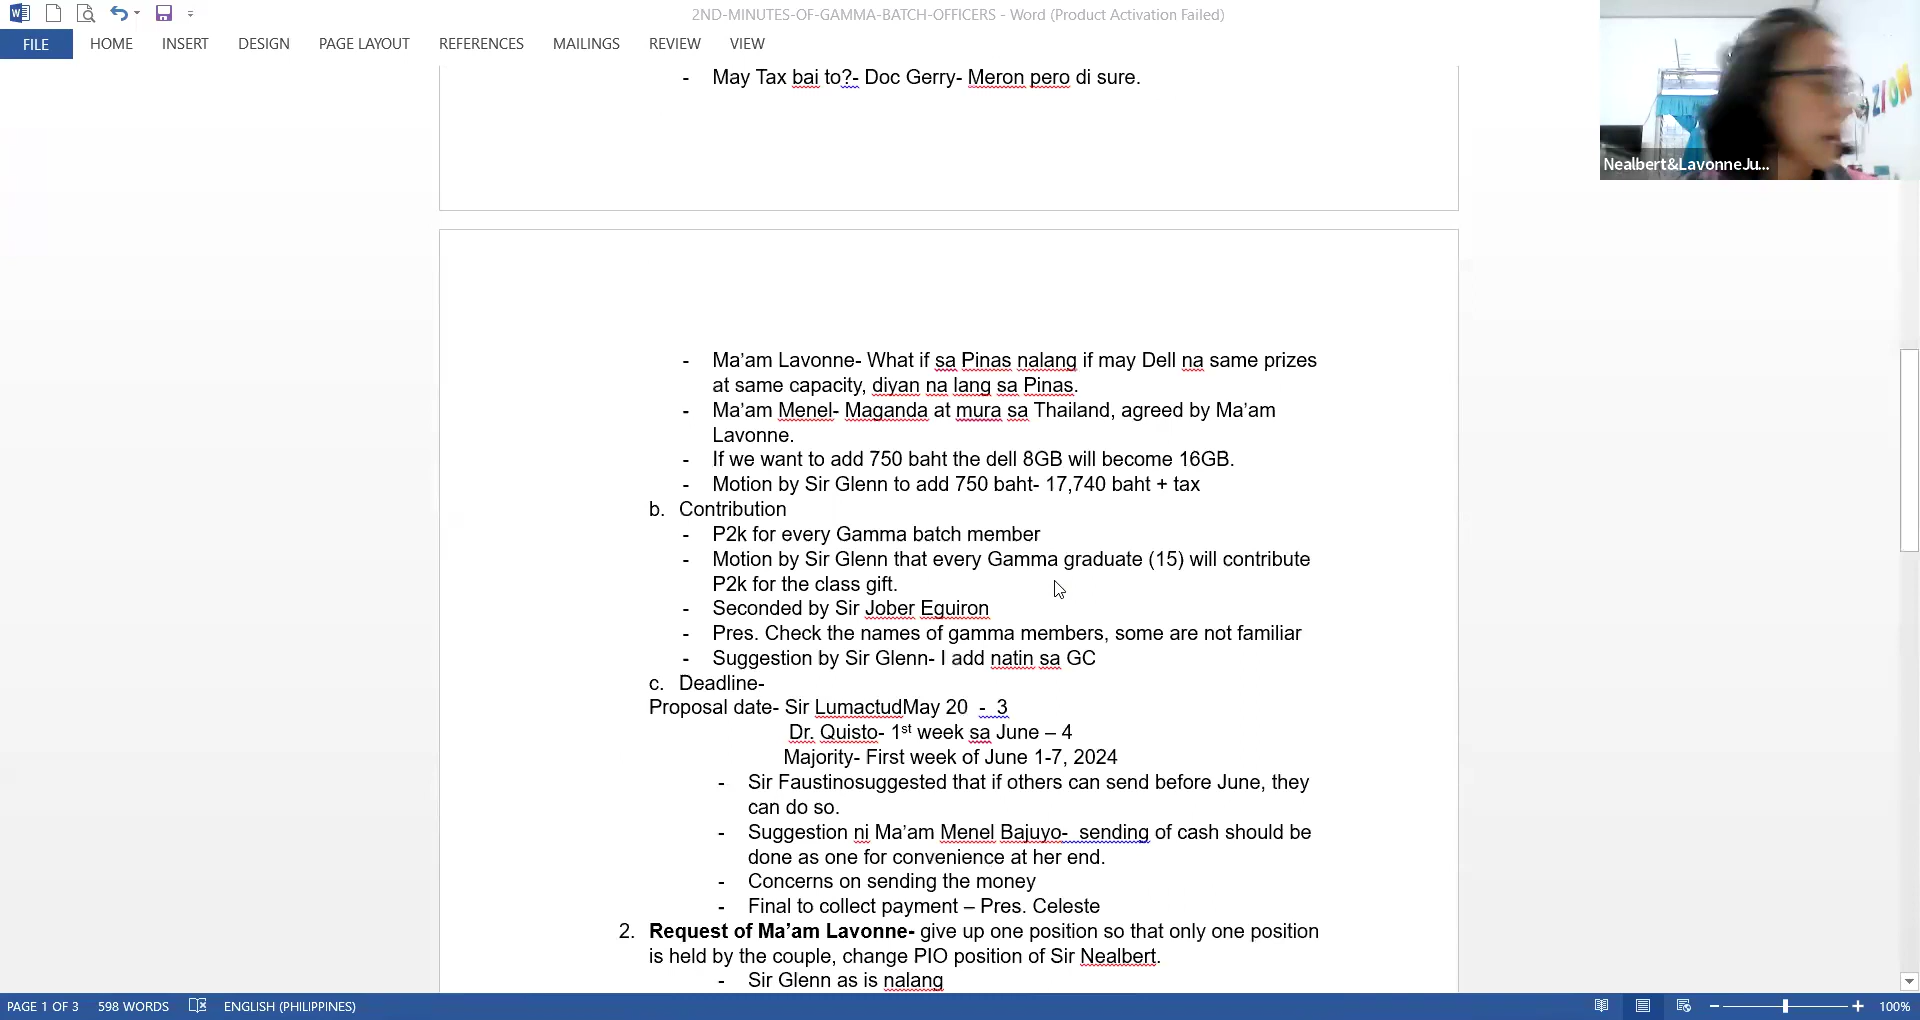 2ND-MINUTES-OF-GAMMA-BATCH-OFFICERS - Word (Product Activation Failed)
FILE HOME INSERT DESIGN PAGE LAYOUT REFERENCES MAILINGS REVIEW VIEW
ZION
Nealbert&LavonneJu...
- May Tax bai to?- Doc Gerry- Meron pero di sure.
- Ma’am Lavonne- What if sa Pinas nalang if may Dell na same prizes
at same capacity, diyan na lang sa Pinas.
- Ma’am Menel- Maganda at mura sa Thailand, agreed by Ma’am
Lavonne.
- If we want to add 750 baht the dell 8GB will become 16GB.
- Motion by Sir Glenn to add 750 baht- 17,740 baht + tax
b. Contribution
- P2k for every Gamma batch member
- Motion by Sir Glenn that every Gamma graduate (15) will contribute
P2k for the class gift.
- Seconded by Sir Jober Eguiron
- Pres. Check the names of gamma members, some are not familiar
- Suggestion by Sir Glenn- I add natin sa GC
c. Deadline-
Proposal date- Sir LumactudMay 20 - 3
Dr. Quisto- 1st week sa June – 4
Majority- First week of June 1-7, 2024
- Sir Faustinosuggested that if others can send before June, they
can do so.
- Suggestion ni Ma’am Menel Bajuyo- sending of cash should be
done as one for convenience at her end.
- Concerns on sending the money
- Final to collect payment – Pres. Celeste
2. Request of Ma’am Lavonne- give up one position so that only one position
is held by the couple, change PIO position of Sir Nealbert.
- Sir Glenn as is nalang
PAGE 1 OF 3 598 WORDS ENGLISH (PHILIPPINES) 100%